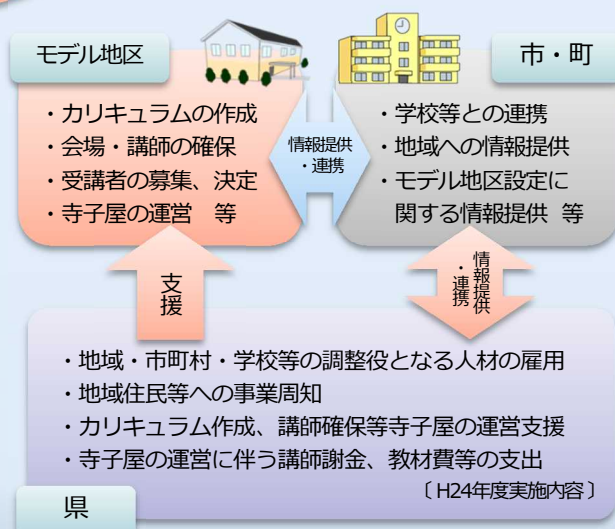 モデル地区
・カリキュラムの作成
・会場・講師の確保
・受講者の募集、決定
・寺子屋の運営 等
情報提供
・連携
市・町
・学校等との連携
・地域への情報提供
・モデル地区設定に
関する情報提供 等
支援
情報提供
・連携
・地域・市町村・学校等の調整役となる人材の雇用
・地域住民等への事業周知
・カリキュラム作成、講師確保等寺子屋の運営支援
・寺子屋の運営に伴う講師謝金、教材費等の支出
〔H24年度実施内容〕
県